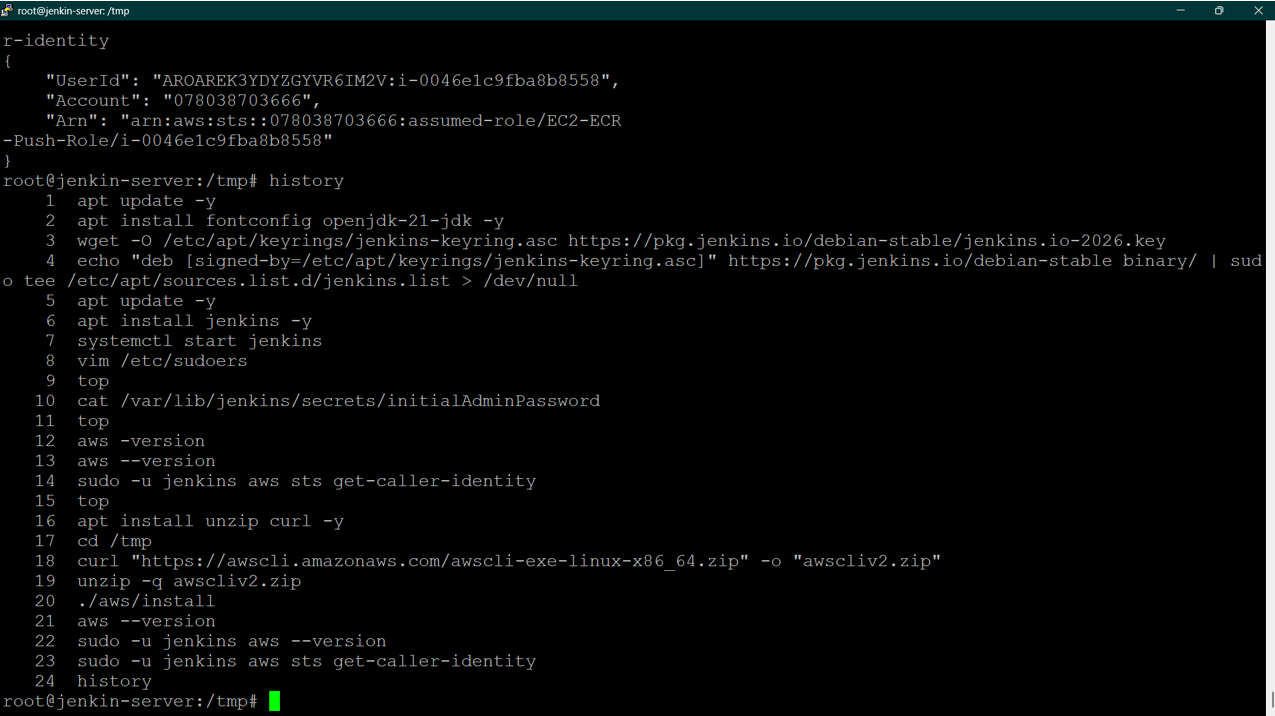 root@jenkin-server: /tmp
r-identity
{
    "UserId": "AROAREK3YDYZGYVR6IM2V:i-0046e1c9fba8b8558",
    "Account": "078038703666",
    "Arn": "arn:aws:sts::078038703666:assumed-role/EC2-ECR
-Push-Role/i-0046e1c9fba8b8558"
}
root@jenkin-server:/tmp# history
    1  apt update -y
    2  apt install fontconfig openjdk-21-jdk -y
    3  wget -O /etc/apt/keyrings/jenkins-keyring.asc https://pkg.jenkins.io/debian-stable/jenkins.io-2026.key
    4  echo "deb [signed-by=/etc/apt/keyrings/jenkins-keyring.asc]" https://pkg.jenkins.io/debian-stable binary/ | sud
o tee /etc/apt/sources.list.d/jenkins.list > /dev/null
    5  apt update -y
    6  apt install jenkins -y
    7  systemctl start jenkins
    8  vim /etc/sudoers
    9  top
   10  cat /var/lib/jenkins/secrets/initialAdminPassword
   11  top
   12  aws -version
   13  aws --version
   14  sudo -u jenkins aws sts get-caller-identity
   15  top
   16  apt install unzip curl -y
   17  cd /tmp
   18  curl "https://awscli.amazonaws.com/awscli-exe-linux-x86_64.zip" -o "awscliv2.zip"
   19  unzip -q awscliv2.zip
   20  ./aws/install
   21  aws --version
   22  sudo -u jenkins aws --version
   23  sudo -u jenkins aws sts get-caller-identity
   24  history
root@jenkin-server:/tmp#